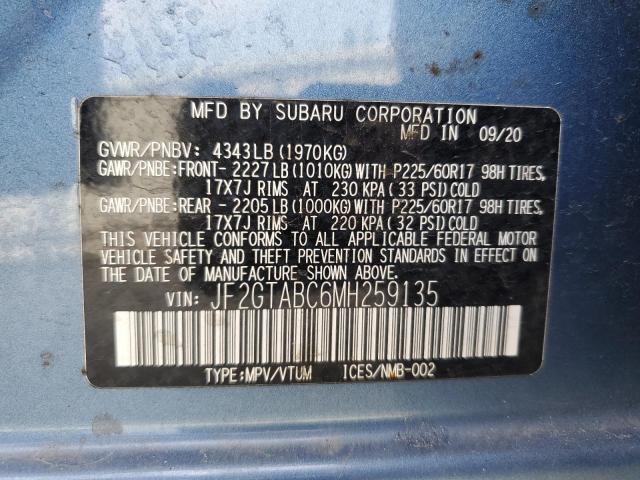 MFD BY SUBARU CORPORATION
MFD IN 09/20
GVWR/PNBV: 4343LB (1970KG)
GAWR/PNBE:FRONT- 2227LB (1010KG) WITH P225/60R17 98H TIRES,
17X7J RIMS AT 230 KPA (33 PSI) COLD
GAWR/PNBE:REAR - 2205LB (1000KG) WITH P225/60R17 98H TIRES,
17X7J RIMS AT 220 KPA (32 PSI) COLD
THIS VEHICLE CONFORMS TO ALL APPLICABLE FEDERAL MOTOR
VEHICLE SAFETY AND THEFT PREVENTION STANDARDS IN EFFECT
ON THE DATE OF MANUFACTURE SHOWN ABOVE.
VIN: JF2GTABC6MH259135
TYPE:MPV/VTUM ICES/NMB-002